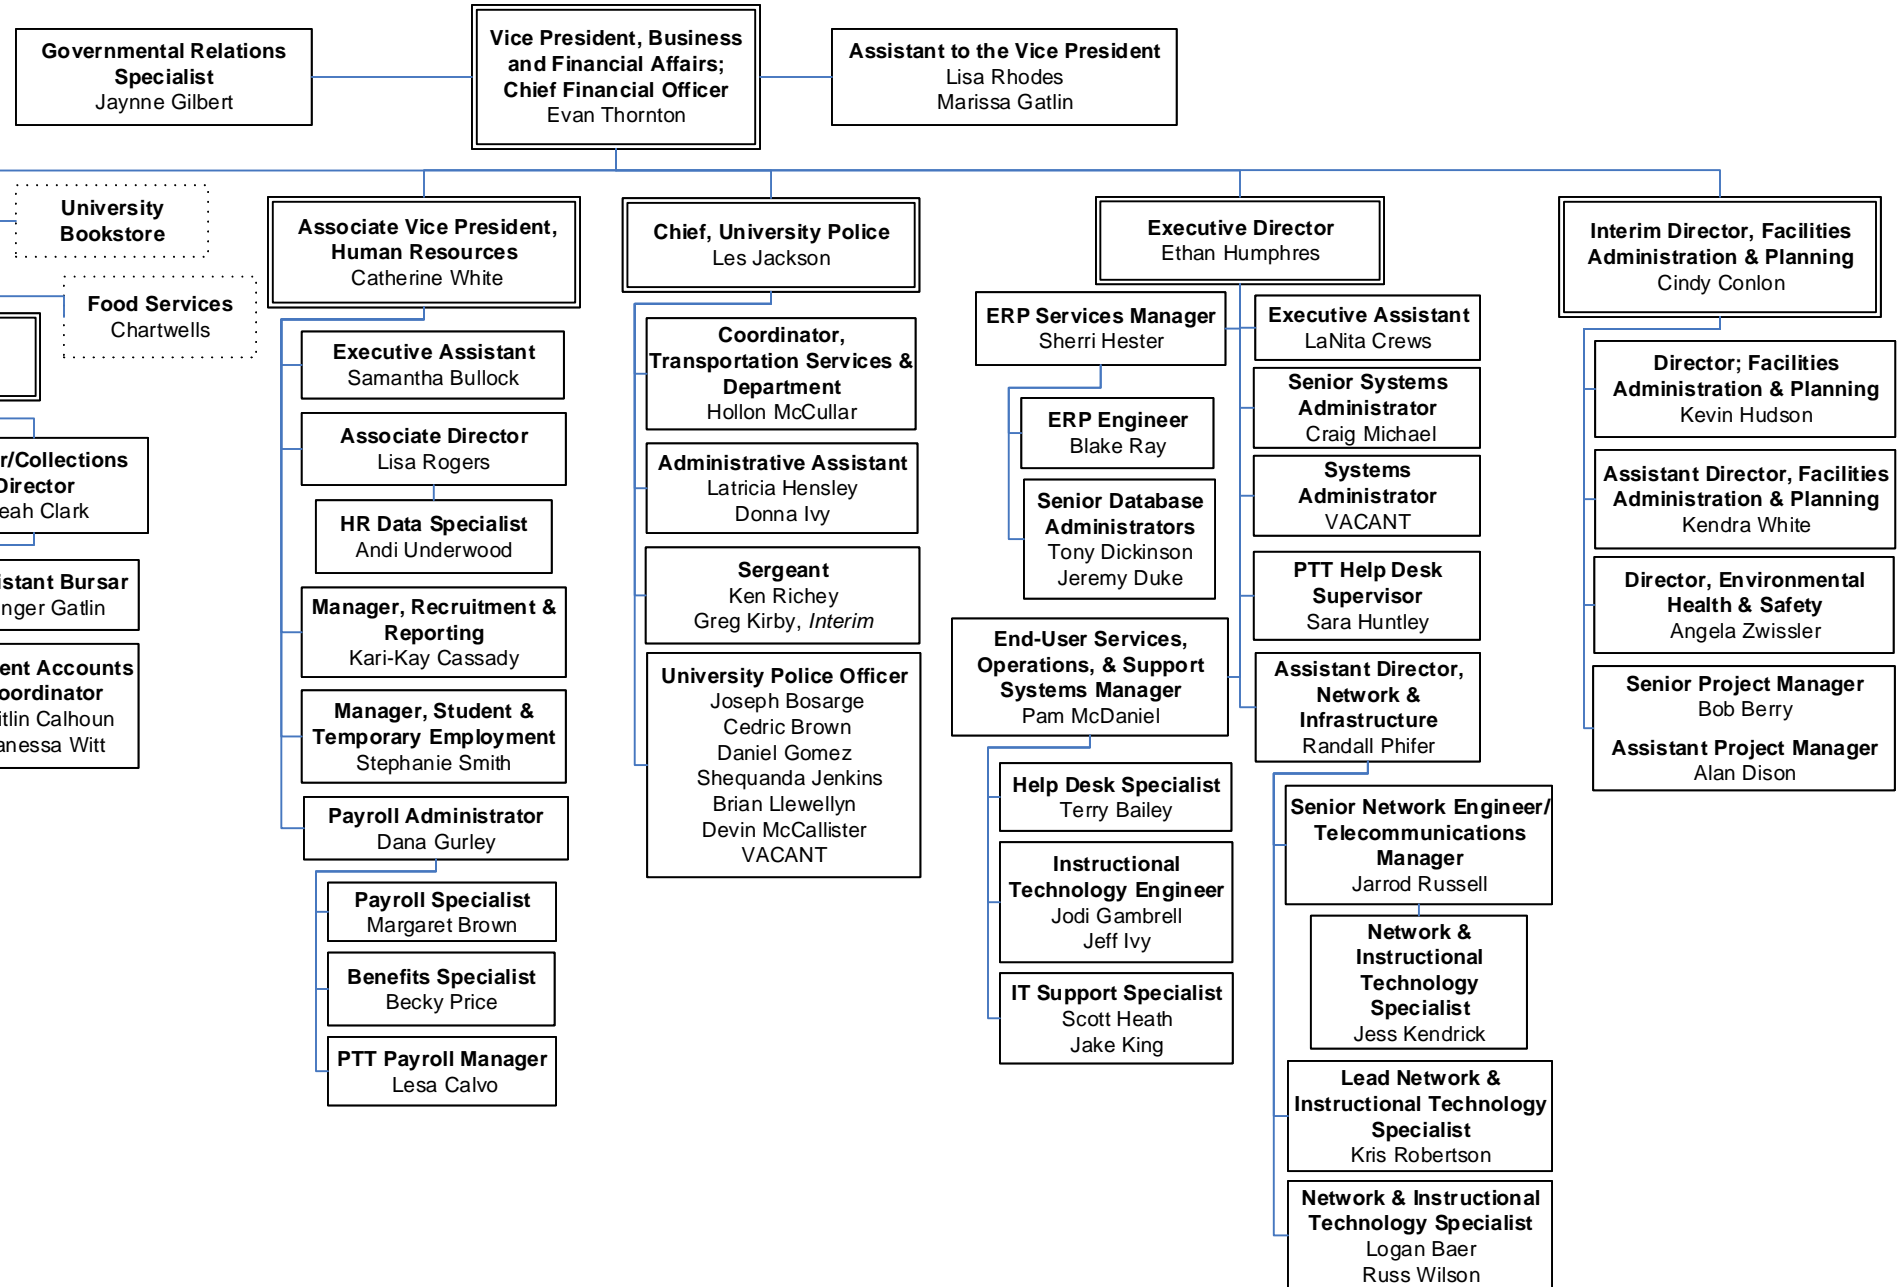 Governmental Relations
Specialist
Jaynne Gilbert
Vice President, Business
and Financial Affairs;
Chief Financial Officer
Evan Thornton
Assistant to the Vice President
Lisa Rhodes
Marissa Gatlin
University
Bookstore
Food Services
Chartwells
r/Collections
Director
eah Clark
istant Bursar
nger Gatlin
ent Accounts
oordinator
itlin Calhoun
anessa Witt
Associate Vice President,
Human Resources
Catherine White
Executive Assistant
Samantha Bullock
Associate Director
Lisa Rogers
HR Data Specialist
Andi Underwood
Manager, Recruitment &
Reporting
Kari-Kay Cassady
Manager, Student &
Temporary Employment
Stephanie Smith
Payroll Administrator
Dana Gurley
Payroll Specialist
Margaret Brown
Benefits Specialist
Becky Price
PTT Payroll Manager
Lesa Calvo
Chief, University Police
Les Jackson
Coordinator,
Transportation Services &
Department
Hollon McCullar
Administrative Assistant
Latricia Hensley
Donna Ivy
Sergeant
Ken Richey
Greg Kirby, Interim
University Police Officer
Joseph Bosarge
Cedric Brown
Daniel Gomez
Shequanda Jenkins
Brian Llewellyn
Devin McCallister
VACANT
Executive Director
Ethan Humphres
ERP Services Manager
Sherri Hester
ERP Engineer
Blake Ray
Senior Database
Administrators
Tony Dickinson
Jeremy Duke
End-User Services,
Operations, & Support
Systems Manager
Pam McDaniel
Help Desk Specialist
Terry Bailey
Instructional
Technology Engineer
Jodi Gambrell
Jeff Ivy
IT Support Specialist
Scott Heath
Jake King
Executive Assistant
LaNita Crews
Senior Systems
Administrator
Craig Michael
Systems
Administrator
VACANT
PTT Help Desk
Supervisor
Sara Huntley
Assistant Director,
Network &
Infrastructure
Randall Phifer
Senior Network Engineer/
Telecommunications
Manager
Jarrod Russell
Network &
Instructional
Technology
Specialist
Jess Kendrick
Lead Network &
Instructional Technology
Specialist
Kris Robertson
Network & Instructional
Technology Specialist
Logan Baer
Russ Wilson
Interim Director, Facilities
Administration & Planning
Cindy Conlon
Director; Facilities
Administration & Planning
Kevin Hudson
Assistant Director, Facilities
Administration & Planning
Kendra White
Director, Environmental
Health & Safety
Angela Zwissler
Senior Project Manager
Bob Berry
Assistant Project Manager
Alan Dison